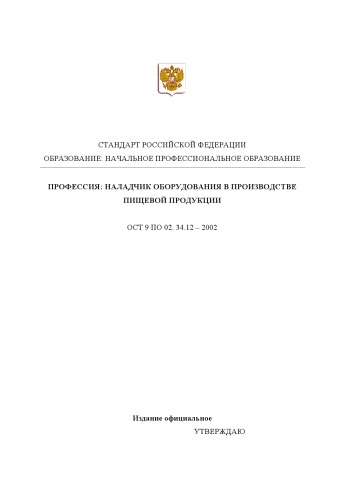 СТАНДАРТ РОССИЙСКОЙ ФЕДЕРАЦИИ
ОБРАЗОВАНИЕ: НАЧАЛЬНОЕ ПРОФЕССИОНАЛЬНОЕ ОБРАЗОВАНИЕ
ПРОФЕССИЯ: НАЛАДЧИК ОБОРУДОВАНИЯ В ПРОИЗВОДСТВЕ
ПИЩЕВОЙ ПРОДУКЦИИ
ОСТ 9 ПО 02. 34.12 – 2002
Издание официальное
УТВЕРЖДАЮ